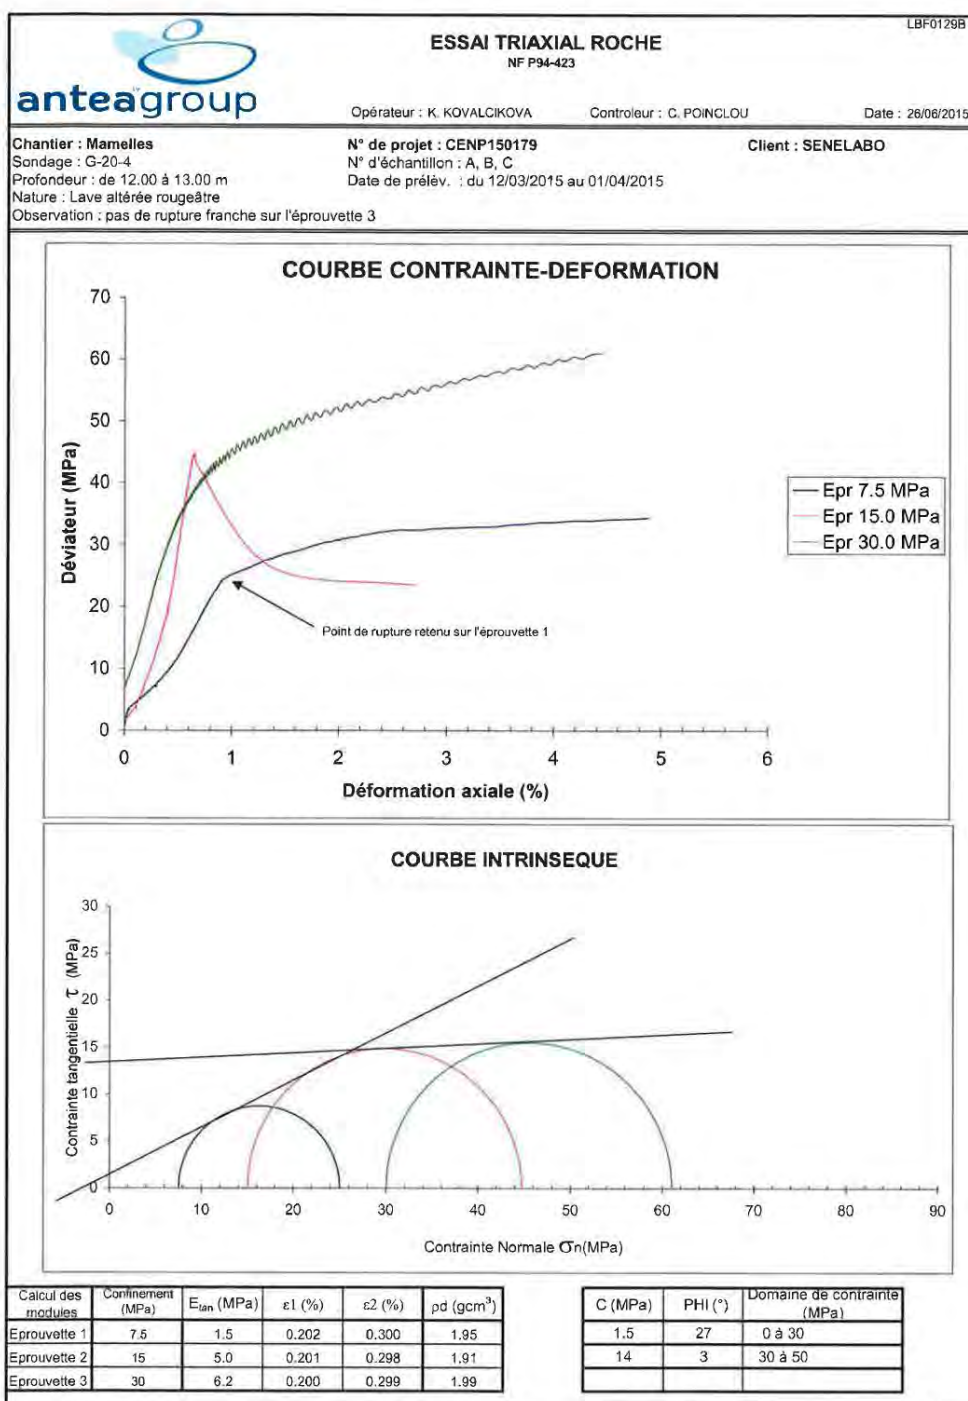 LBF0129B
anteagroup
ESSAI TRIAXIAL ROCHE
NF P94-423
Opérateur : K. KOVALCIKOVA Controleur : C. POINCLOU Date : 26/06/2015
Chantier : Mamelles N° de projet : CENP150179 Client : SENELABO
Sondage : G-20-4 N° d'échantillon : A, B, C
Profondeur : de 12.00 à 13.00 m Date de prélèv. : du 12/03/2015 au 01/04/2015
Nature : Lave altérée rougeâtre
Observation : pas de rupture franche sur l'éprouvette 3
COURBE CONTRAINTE-DEFORMATION
Déviateur (MPa)
70
60
50
40
30
20
10
0
Epr 7.5 MPa
Epr 15.0 MPa
Epr 30.0 MPa
Point de rupture retenu sur l'éprouvette 1
0 1 2 3 4 5 6
Déformation axiale (%)
COURBE INTRINSEQUE
Contrainte tangentielle τ (MPa)
30
25
20
15
10
5
0
0 10 20 30 40 50 60 70 80 90
Contrainte Normale σn(MPa)
Calcul des modules Confinement (MPa) Etan (MPa) ε1 (%) ε2 (%) ρd (gcm³)
Eprouvette 1 7.5 1.5 0.202 0.300 1.95
Eprouvette 2 15 5.0 0.201 0.298 1.91
Eprouvette 3 30 6.2 0.200 0.299 1.99
C (MPa) PHI (°) Domaine de contrainte (MPa)
1.5 27 0 à 30
14 3 30 à 50